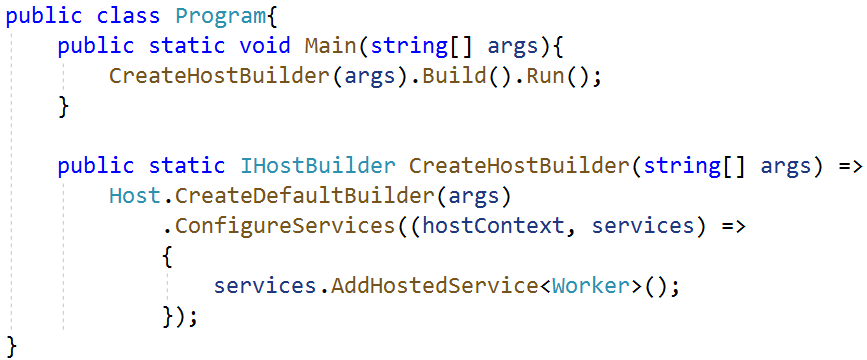 public class Program{
    public static void Main(string[] args){
        CreateHostBuilder(args).Build().Run();
    }
    public static IHostBuilder CreateHostBuilder(string[] args) =>
        Host.CreateDefaultBuilder(args)
            .ConfigureServices((hostContext, services) =>
            {
                services.AddHostedService<Worker>();
            });
}